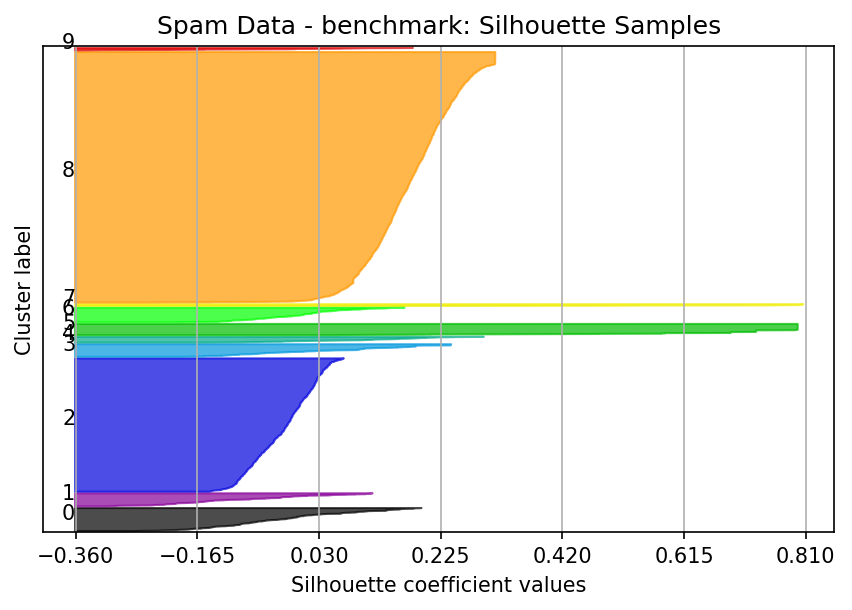 Spam Data - benchmark: Silhouette Samples
9
8
7
6
5
4
3
2
1
0
Cluster label
−0.360 −0.165 0.030 0.225 0.420 0.615 0.810
Silhouette coefficient values